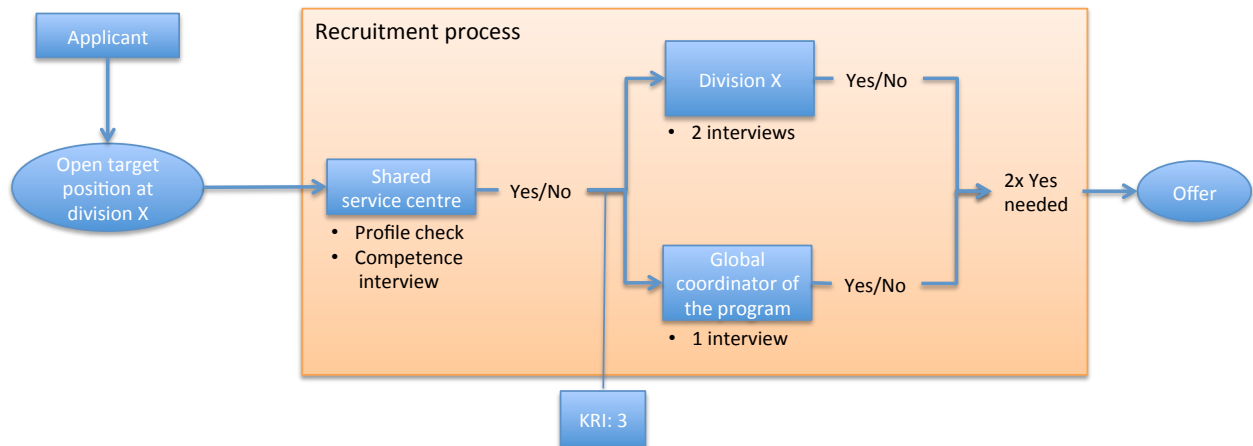 Applicant
Open target
position at
division X
Recruitment process
Shared
service centre
• Profile check
• Competence
interview
Yes/No
Division X
• 2 interviews
Yes/No
Global
coordinator of
the program
• 1 interview
Yes/No
2x Yes
needed
Offer
KRI: 3